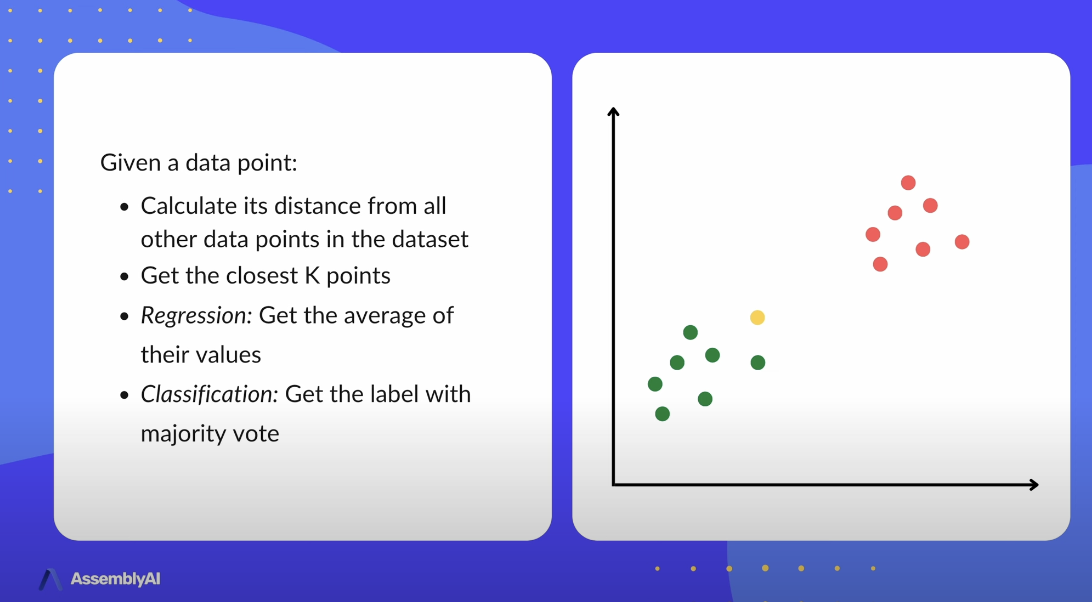 Given a data point:
• Calculate its distance from all
other data points in the dataset
• Get the closest K points
• Regression: Get the average of
their values
• Classification: Get the label with
majority vote
AssemblyAI